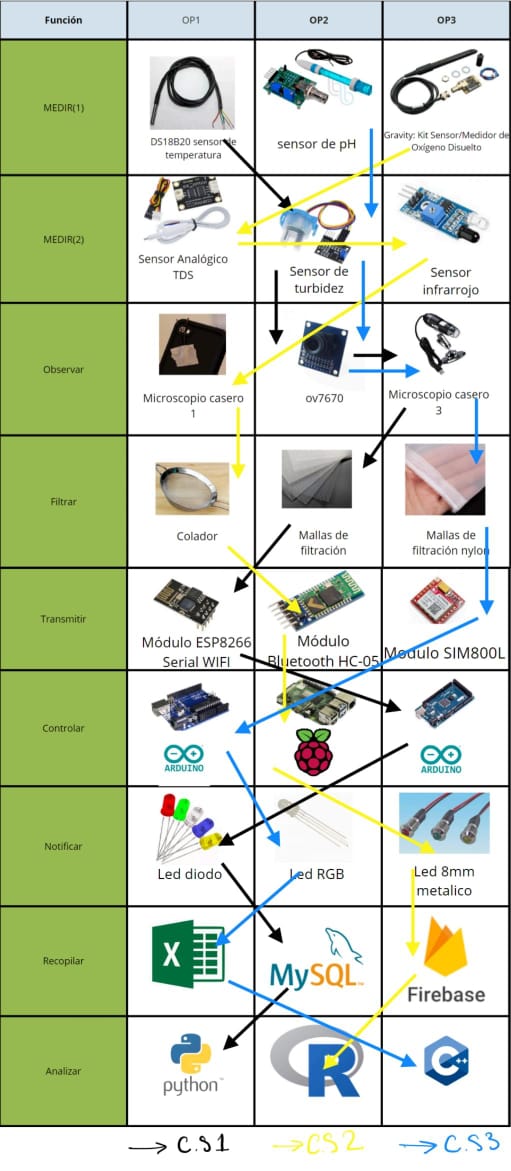 Función
OP1
OP2
OP3
MEDIR(1)
DS18B20 sensor de
temperatura
sensor de pH
Gravity: Kit Sensor/Medidor de
Oxígeno Disuelto
MEDIR(2)
Sensor Analógico
TDS
Sensor de
turbidez
Sensor
infrarrojo
Observar
Microscopio casero
1
ov7670
Microscopio casero
3
Filtrar
Colador
Mallas de
filtración
Mallas de
filtración nylon
Transmitir
Módulo ESP8266
Serial WIFI
Módulo
Bluetooth HC-05
Modulo SIM800L
Controlar
ARDUINO
ARDUINO
Notificar
Led diodo
Led RGB
Led 8mm
metalico
Recopilar
X
MySQL™
Firebase
Analizar
python™
R
C++
C.S1
C.S2
C.S3